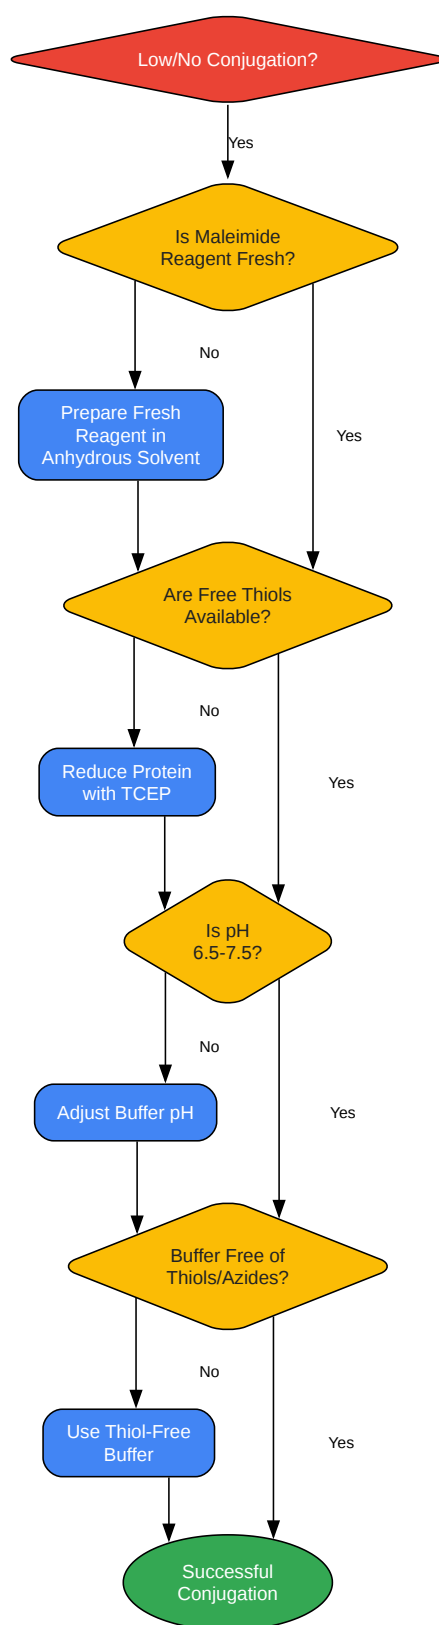 Low/No Conjugation?
Yes
Is Maleimide
Reagent Fresh?
No
Prepare Fresh
Reagent in
Anhydrous Solvent
Yes
Are Free Thiols
Available?
No
Reduce Protein
with TCEP
Yes
Is pH
6.5-7.5?
No
Adjust Buffer pH
Yes
Buffer Free of
Thiols/Azides?
No
Use Thiol-Free
Buffer
Yes
Successful
Conjugation